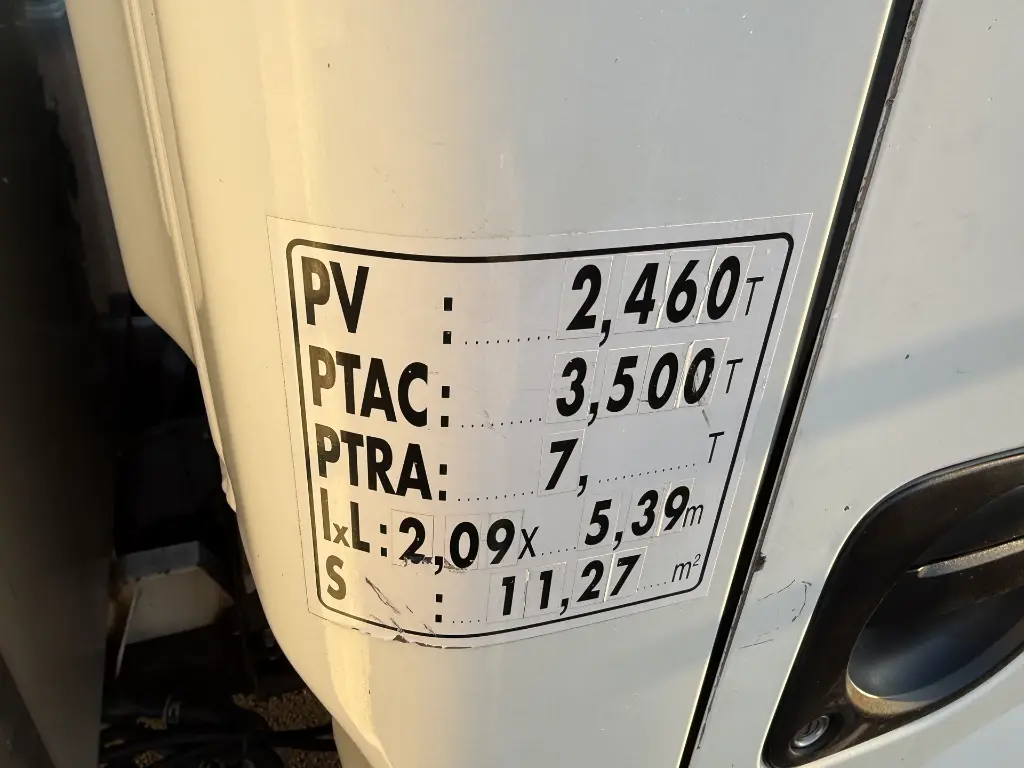 PV : ........ 2,460 T
PTAC : ........ 3,500 T
PTRA : ........ 7, ............ T
lxL : 2,09 x .... 5,39 m
S : .... 11,27 .... m²